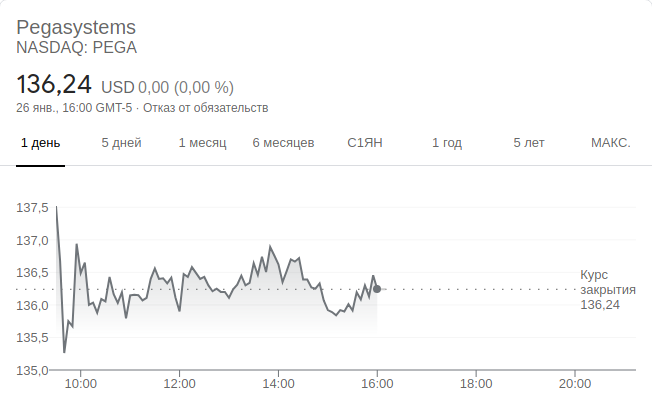 Pegasystems
NASDAQ: PEGA
136,24 USD 0,00 (0,00 %)
26 янв., 16:00 GMT-5 · Отказ от обязательств
1 день 5 дней 1 месяц 6 месяцев С1ЯН 1 год 5 лет МАКС.
137,5
137,0
136,5
136,0
135,5
135,0
Курс
закрытия
136,24
10:00 12:00 14:00 16:00 18:00 20:00